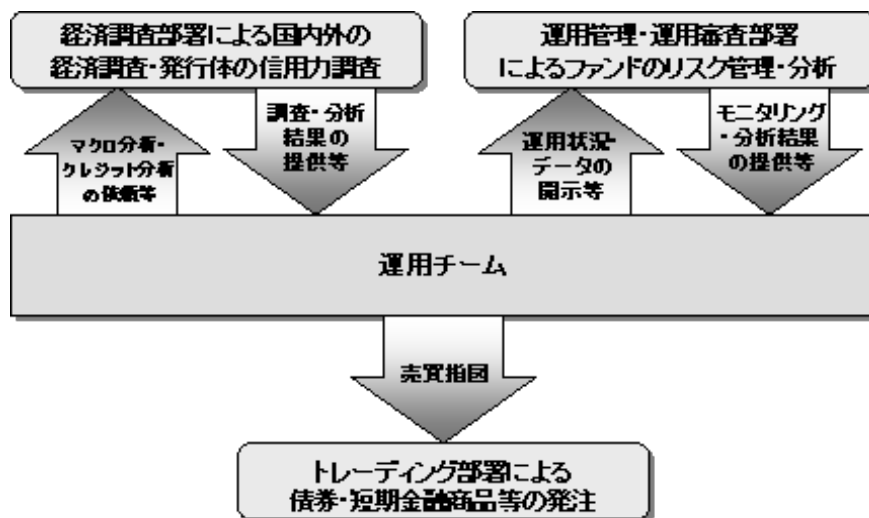 経済調査部署による国内外の
経済調査・発行体の信用力調査
運用管理・運用審査部署
によるファンドのリスク管理・分析
マクロ分析・
クレジット分析
の依頼等
調査・分析
結果の
提供等
運用状況・
データの
開示等
モニタリング
・分析結果
の提供等
運用チーム
売買指図
トレーディング部署による
債券・短期金融商品等の発注